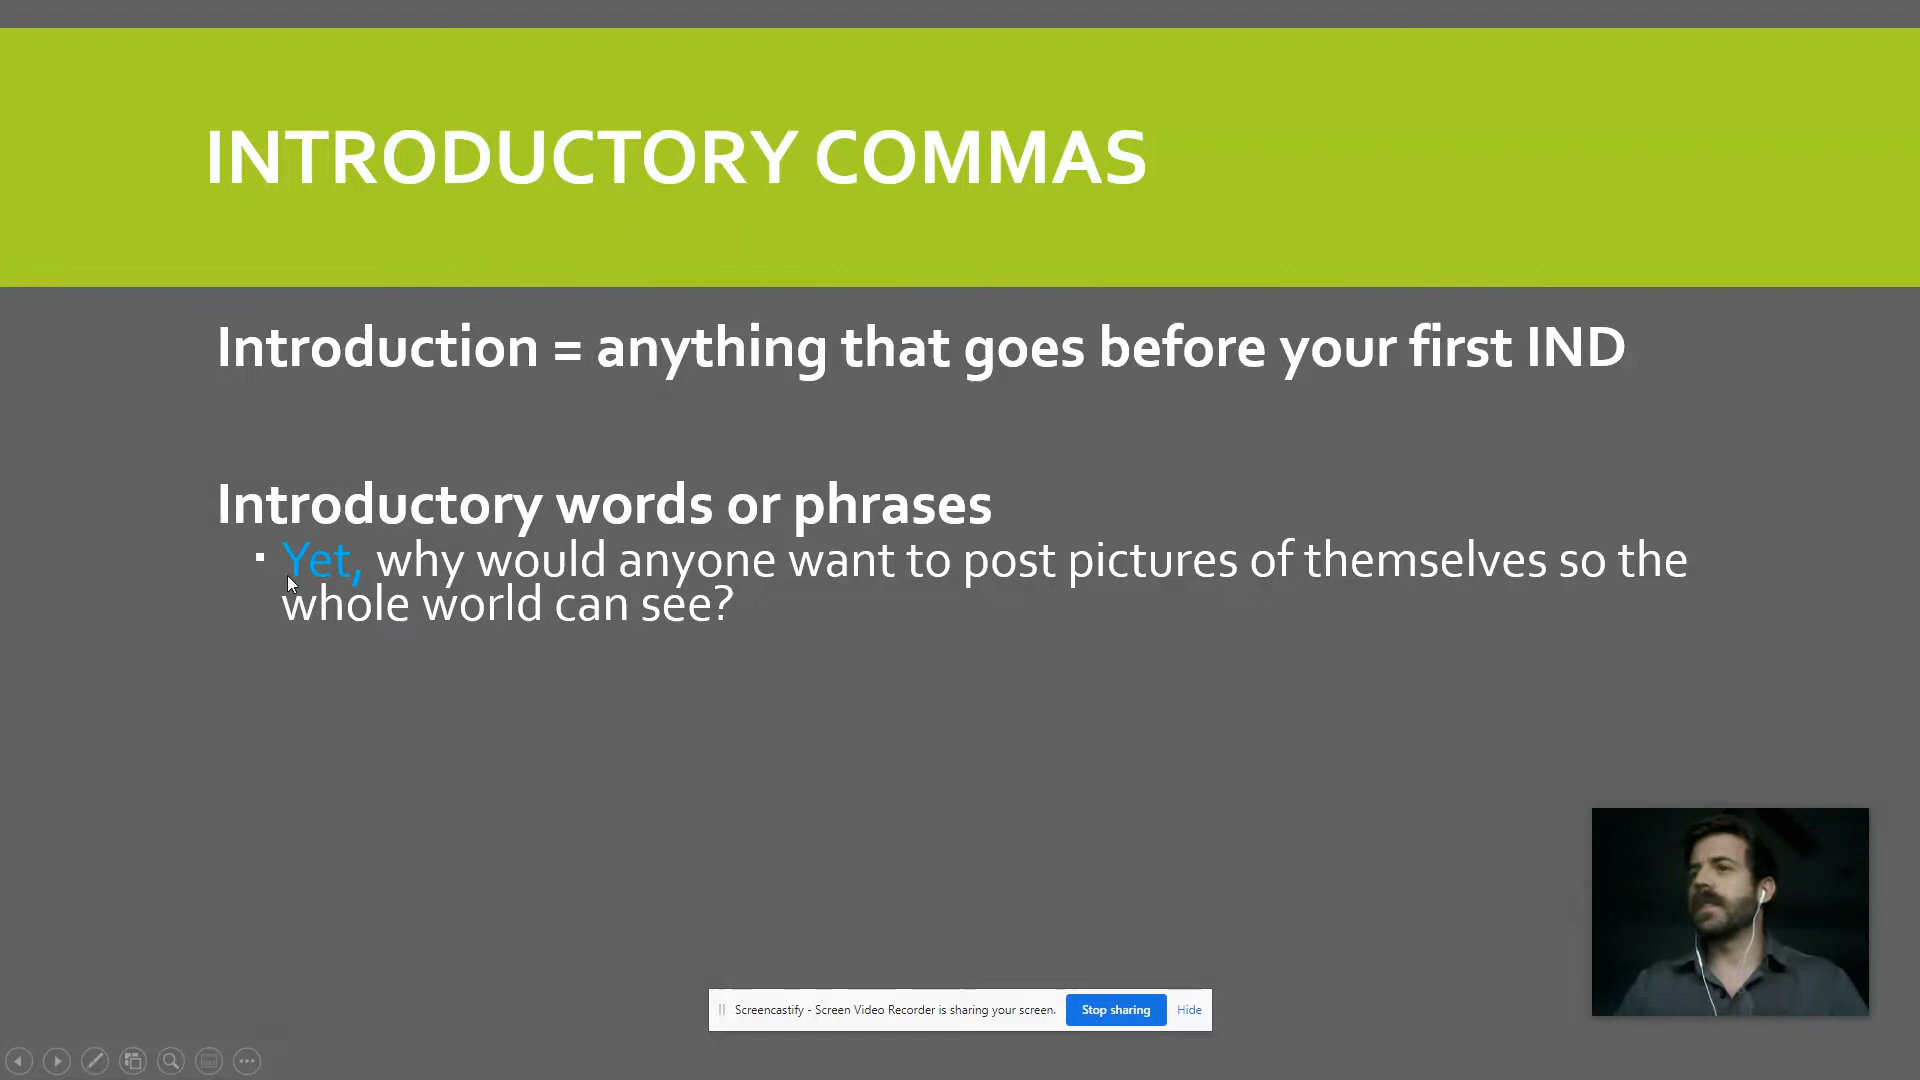 INTRODUCTORY COMMAS
Introduction = anything that goes before your first IND
Introductory words or phrases
▪ Yet, why would anyone want to post pictures of themselves so the
whole world can see?
Screencastify - Screen Video Recorder is sharing your screen. Stop sharing Hide